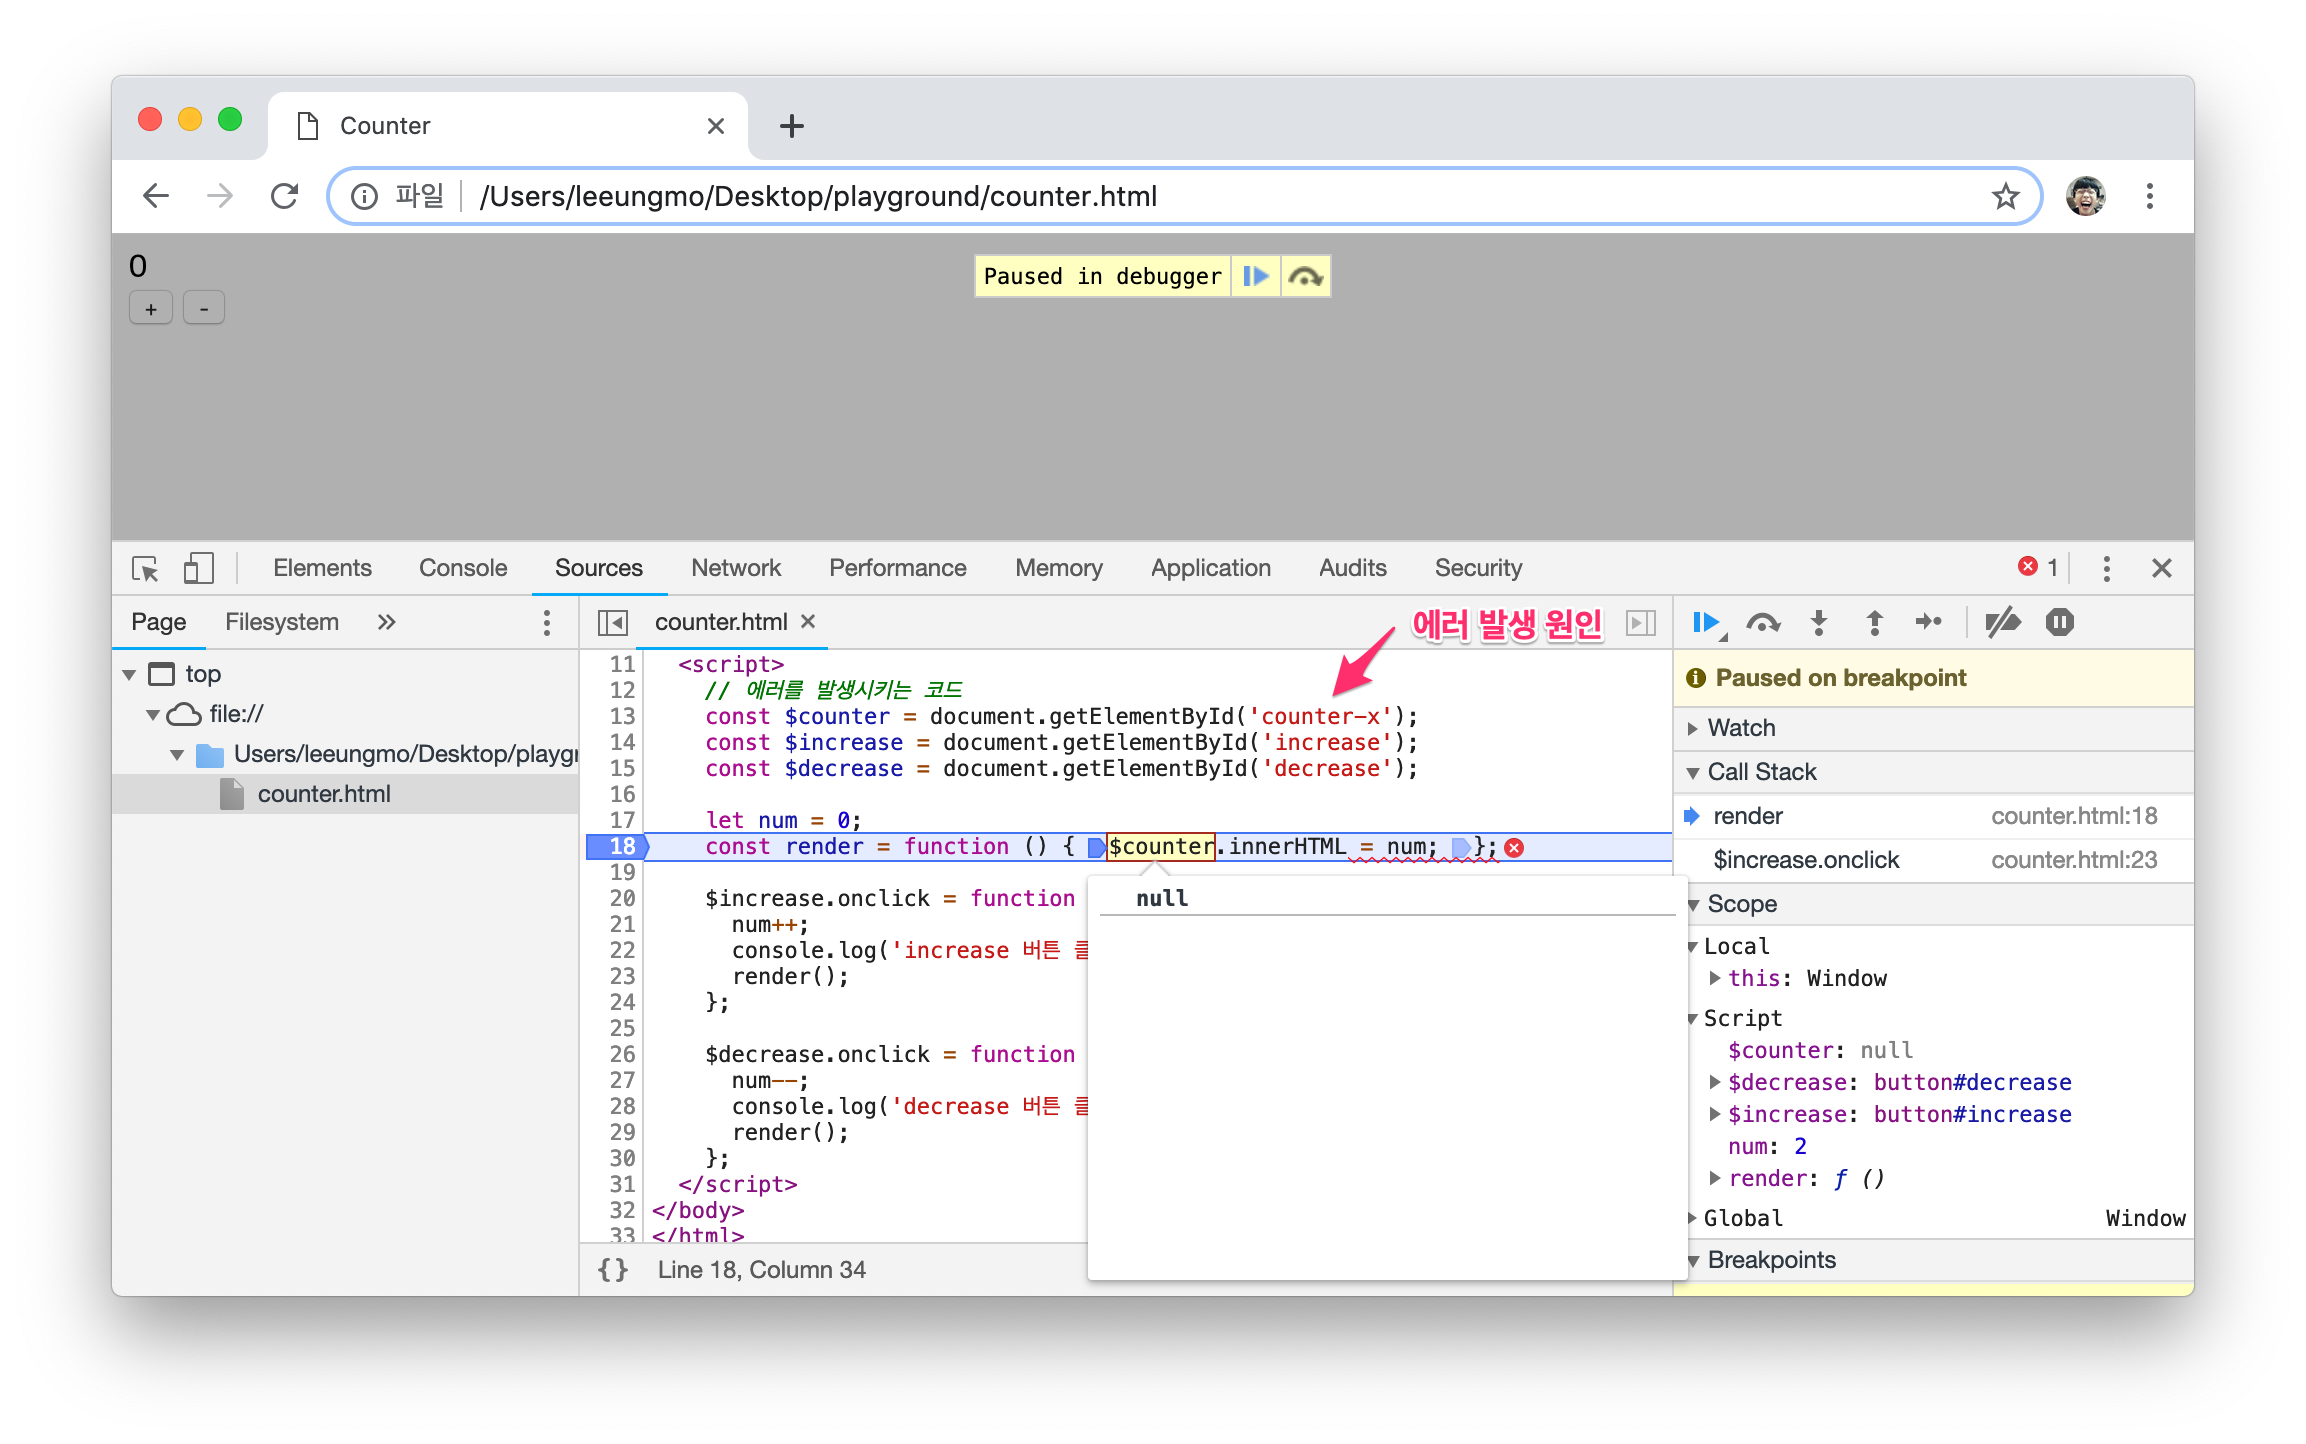 Counter
파일 /Users/leeungmo/Desktop/playground/counter.html
0
+ -
Paused in debugger
Elements Console Sources Network Performance Memory Application Audits Security 1
Page Filesystem
top
file://
Users/leeungmo/Desktop/playgr
counter.html
counter.html
에러 발생 원인
11 <script>
12 // 에러를 발생시키는 코드
13 const $counter = document.getElementById('counter-x');
14 const $increase = document.getElementById('increase');
15 const $decrease = document.getElementById('decrease');
16
17 let num = 0;
18 const render = function () { $counter.innerHTML = num; };
19
20 $increase.onclick = function
21 num++;
22 console.log('increase 버튼 클
23 render();
24 };
25
26 $decrease.onclick = function
27 num--;
28 console.log('decrease 버튼 클
29 render();
30 };
31 </script>
32 </body>
33 </html>
null
{} Line 18, Column 34
Paused on breakpoint
Watch
Call Stack
render counter.html:18
$increase.onclick counter.html:23
Scope
Local
this: Window
Script
$counter: null
$decrease: button#decrease
$increase: button#increase
num: 2
render: ƒ ()
Global Window
Breakpoints